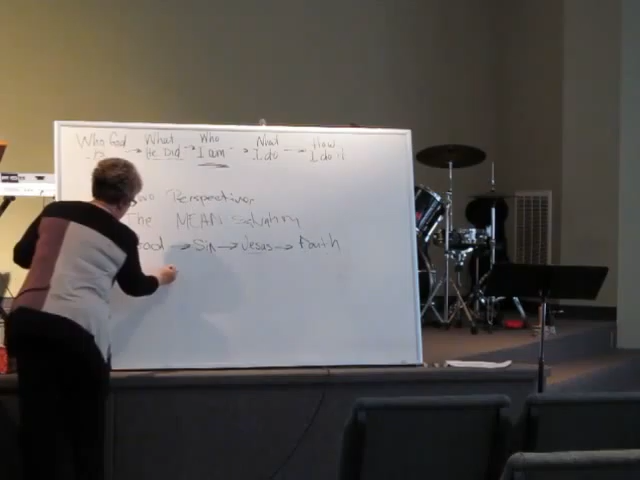 Who God → What → Who → What → How
is He Did I am I do I do it
Perspective
The MEAN salvatory
God → Sin → Jesus → Faith